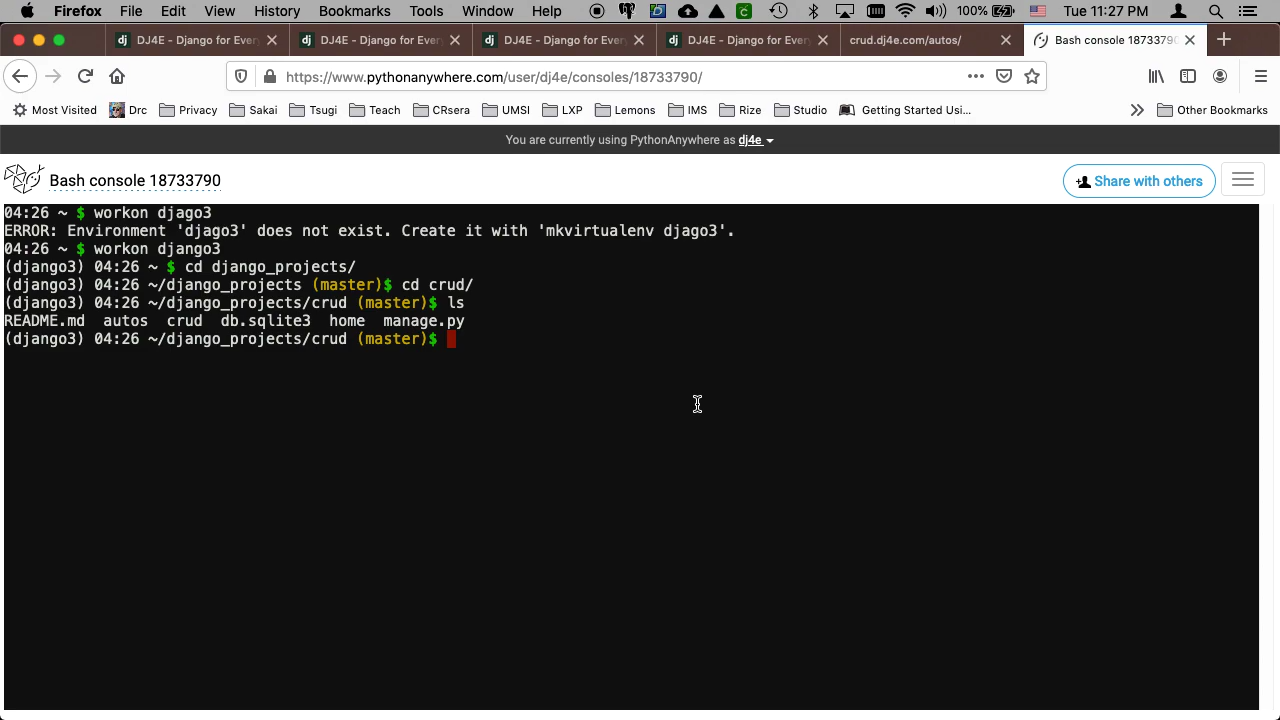 Firefox File Edit View History Bookmarks Tools Window Help 100% Tue 11:27 PM
DJ4E - Django for Every DJ4E - Django for Every DJ4E - Django for Every DJ4E - Django for Every crud.dj4e.com/autos/ Bash console 18733790
https://www.pythonanywhere.com/user/dj4e/consoles/18733790/
Most Visited Drc Privacy Sakai Tsugi Teach CRsera UMSI LXP Lemons IMS Rize Studio Getting Started Usi... Other Bookmarks
You are currently using PythonAnywhere as dj4e
Bash console 18733790 Share with others
04:26 ~ $ workon djago3
ERROR: Environment 'djago3' does not exist. Create it with 'mkvirtualenv djago3'.
04:26 ~ $ workon django3
(django3) 04:26 ~ $ cd django_projects/
(django3) 04:26 ~/django_projects (master)$ cd crud/
(django3) 04:26 ~/django_projects/crud (master)$ ls
README.md autos crud db.sqlite3 home manage.py
(django3) 04:26 ~/django_projects/crud (master)$